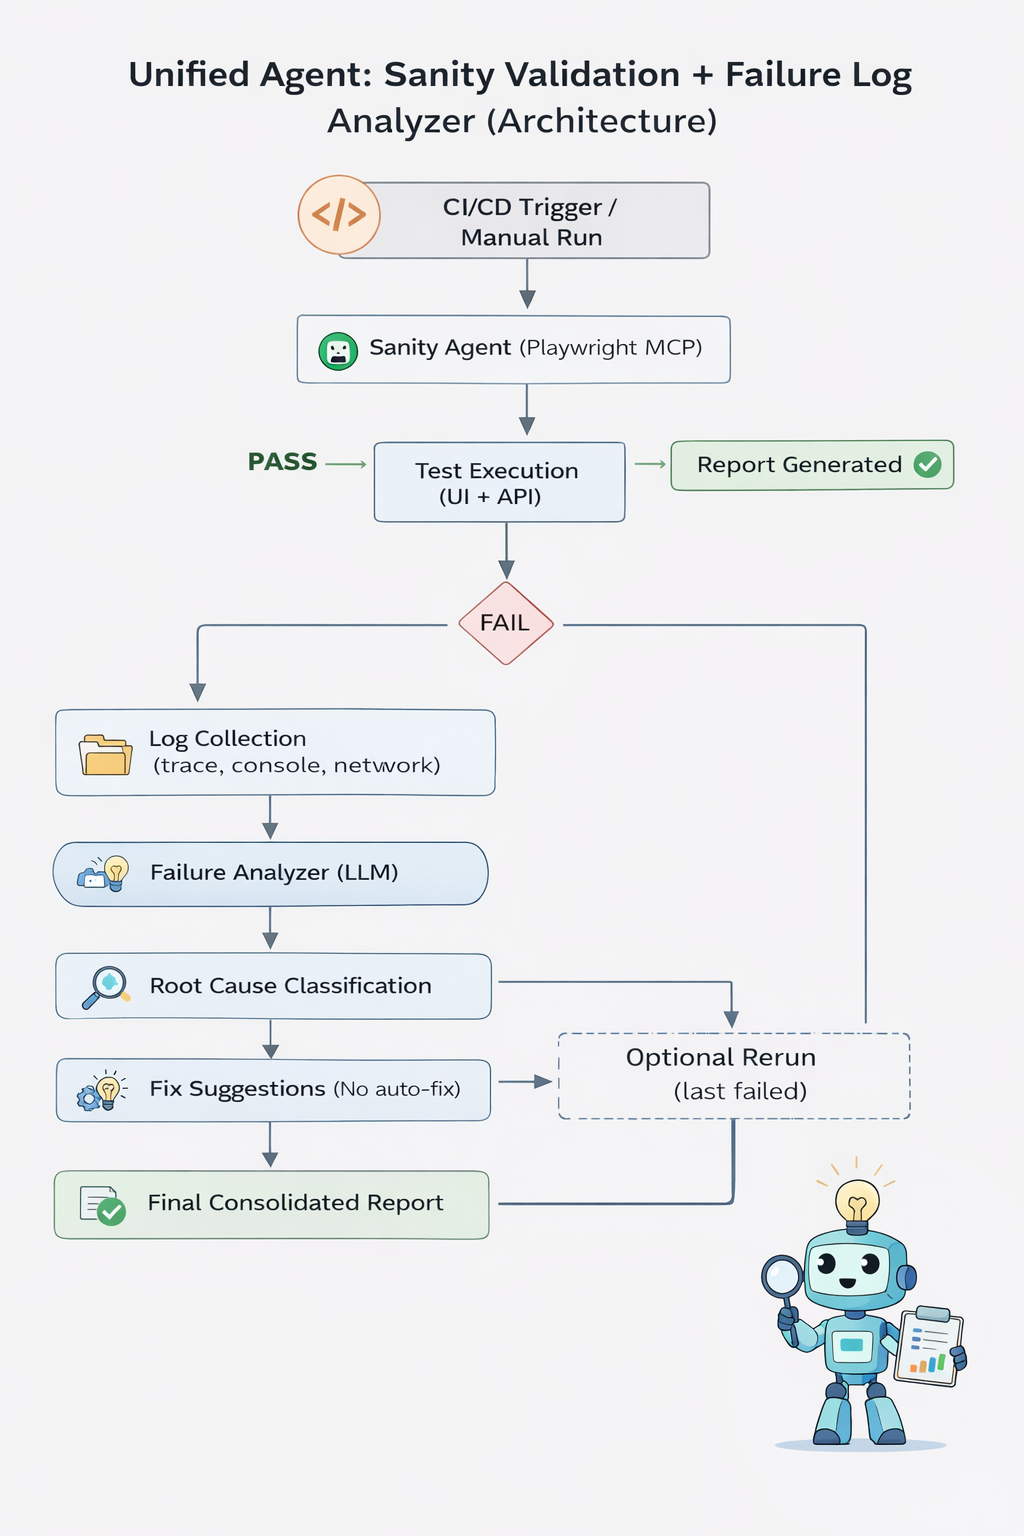 Unified Agent: Sanity Validation + Failure Log
Analyzer (Architecture)
</>
CI/CD Trigger /
Manual Run
Sanity Agent (Playwright MCP)
PASS
Test Execution
(UI + API)
Report Generated
FAIL
Log Collection
(trace, console, network)
Failure Analyzer (LLM)
Root Cause Classification
Optional Rerun
(last failed)
Fix Suggestions (No auto-fix)
Final Consolidated Report